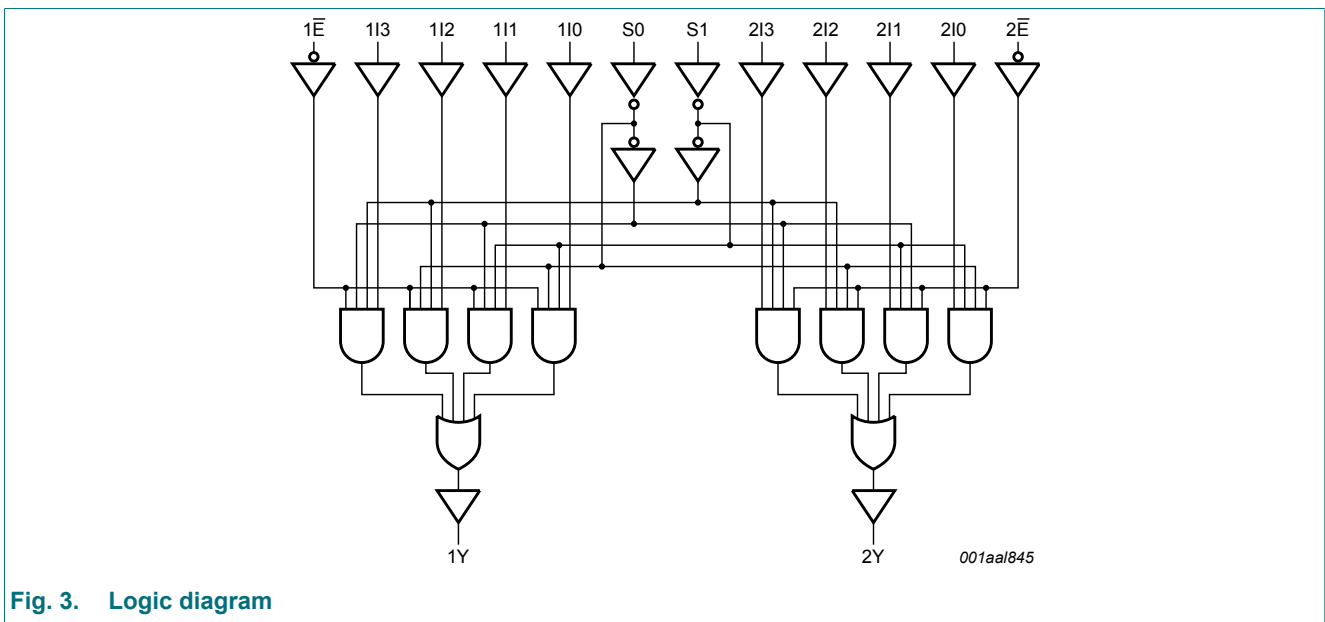 1E̅ 1I3 1I2 1I1 1I0 S0 S1 2I3 2I2 2I1 2I0 2E̅
1Y 2Y 001aal845
Fig. 3. Logic diagram